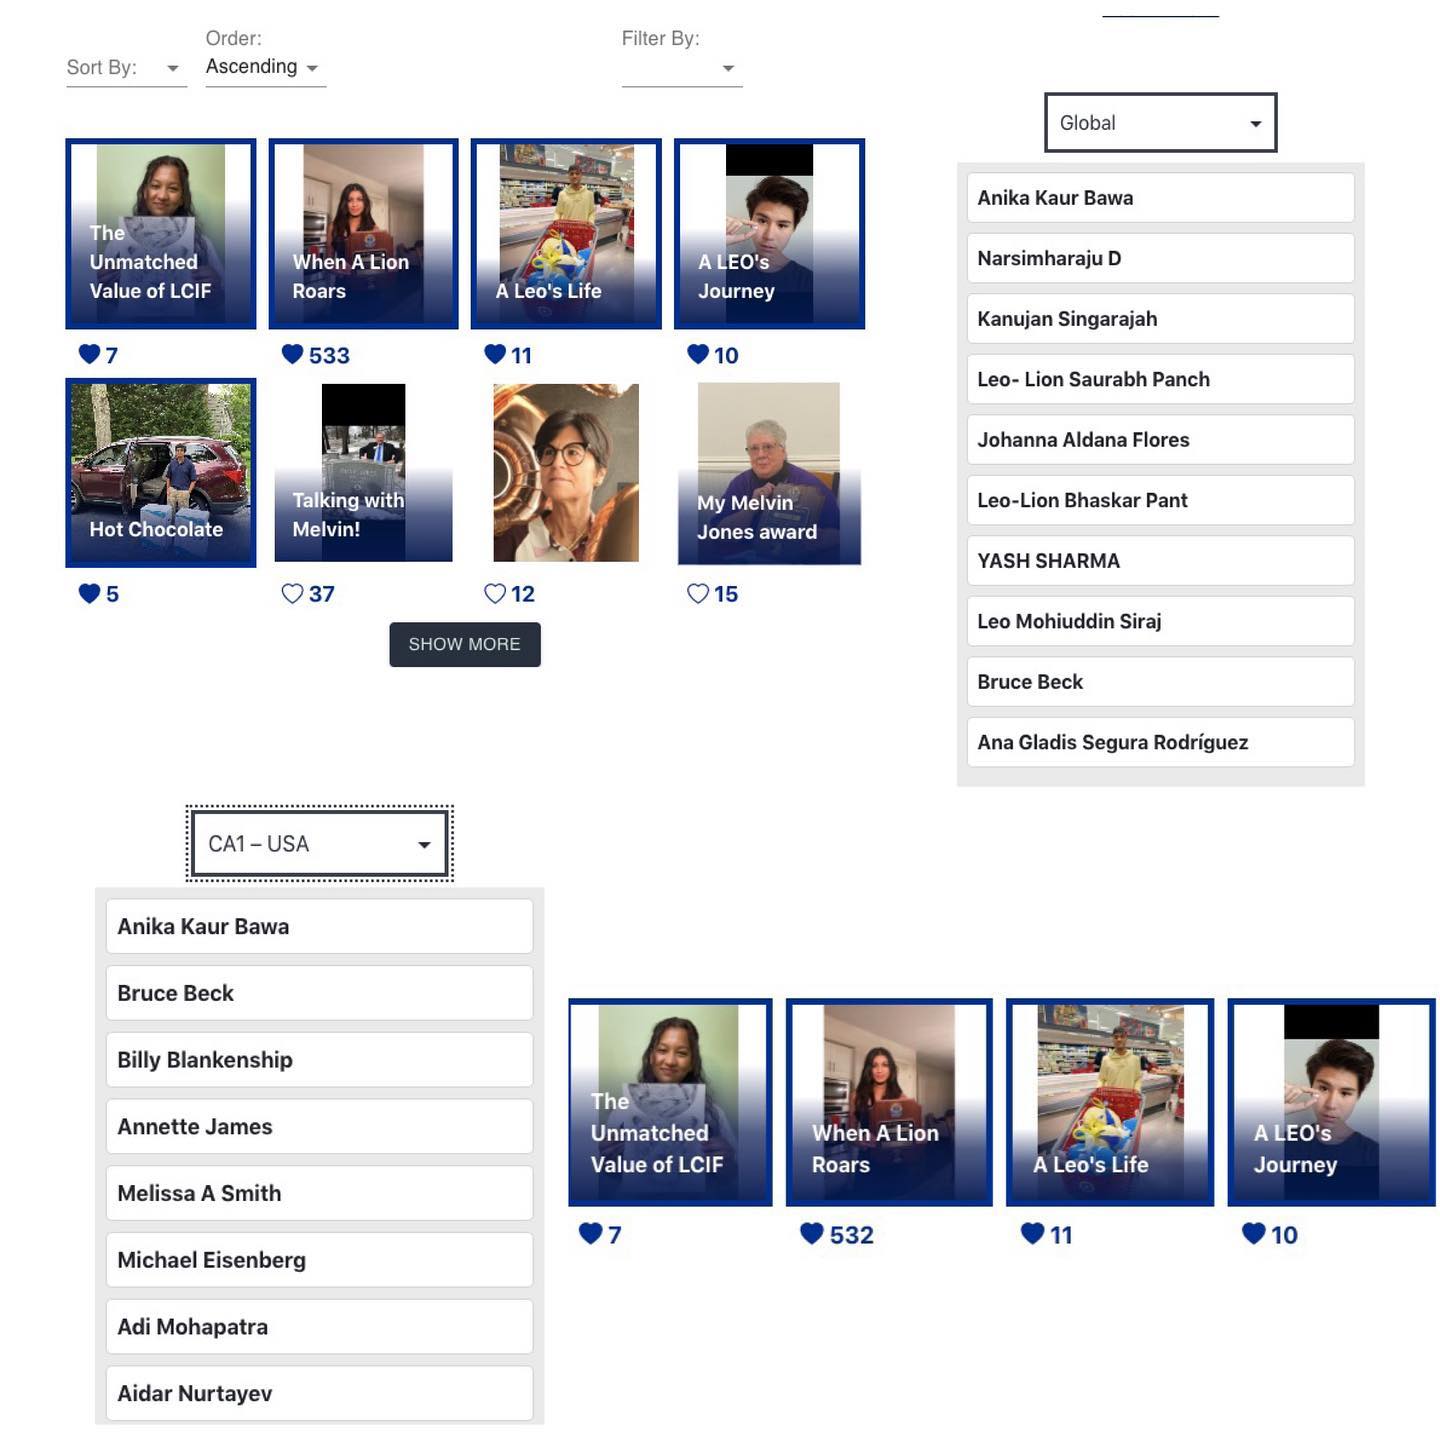 Sort By:
Order:
Ascending
Filter By:
The
Unmatched
Value of LCIF
7
When A Lion
Roars
533
A Leo's Life
11
A LEO's
Journey
10
Hot Chocolate
5
Talking with
Melvin!
37
12
My Melvin
Jones award
15
SHOW MORE
Global
Anika Kaur Bawa
Narsimharaju D
Kanujan Singarajah
Leo- Lion Saurabh Panch
Johanna Aldana Flores
Leo-Lion Bhaskar Pant
YASH SHARMA
Leo Mohiuddin Siraj
Bruce Beck
Ana Gladis Segura Rodríguez
CA1 – USA
Anika Kaur Bawa
Bruce Beck
Billy Blankenship
Annette James
Melissa A Smith
Michael Eisenberg
Adi Mohapatra
Aidar Nurtayev
The
Unmatched
Value of LCIF
7
When A Lion
Roars
532
A Leo's Life
11
A LEO's
Journey
10